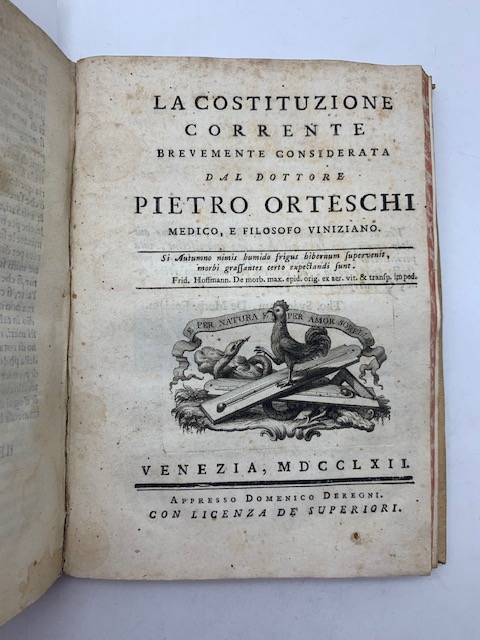 LA COSTITUZIONE
CORRENTE
BREVEMENTE CONSIDERATA
DAL DOTTORE
PIETRO ORTESCHI
MEDICO, E FILOSOFO VINIZIANO.
Si Autumno nimis humido frigus hibernum supervenit,
morbi grassantes certo expectandi sunt.
Frid. Hoffmann. De morb. max. epid. orig. ex aer. vit. & transp. imped.
PER NATURA E PER AMOR
VENEZIA, MDCCLXII.
APPRESSO DOMENICO DEREGNI.
CON LICENZA DE' SUPERIORI.